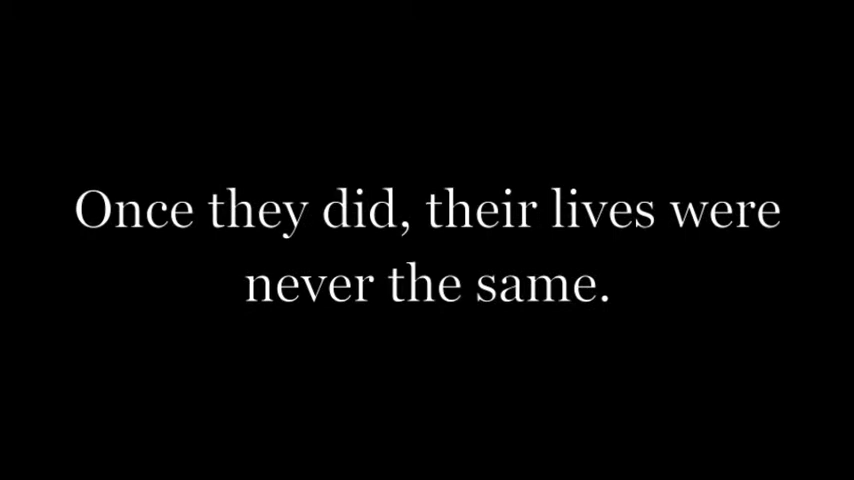 Once they did, their lives were
never the same.